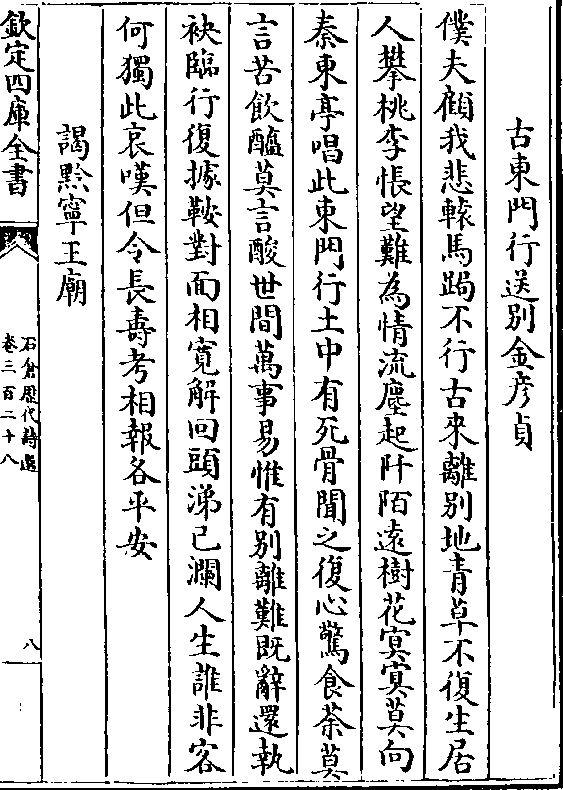 古東門行送别金彦貞
僕夫顧我悲轅馬跼不行古來離别地青草不復生居
人攀桃李悵望難為情流塵起阡陌逺樹花冥冥莫向
秦東亭唱此東門行土中有死骨聞之復心驚食荼莫
言苦飲醯莫言酸世間萬事易惟有别離難既辭還執
袂臨行復據鞍對面相寛解回頭涕已瀾人生誰非客
何獨此哀嘆但令長壽考相報各平安
謁黔寧王廟
欽定四庫全書
石倉歴代詩選
卷三百二十八
八